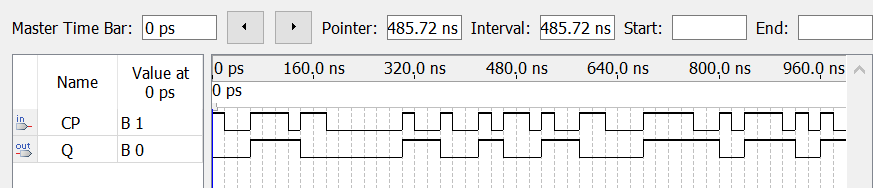 Master Time Bar: 0 ps Pointer: 485.72 ns Interval: 485.72 ns Start: End:
Name Value at 0 ps
0 ps 160.0 ns 320.0 ns 480.0 ns 640.0 ns 800.0 ns 960.0 ns
0 ps
in CP B 1
out Q B 0